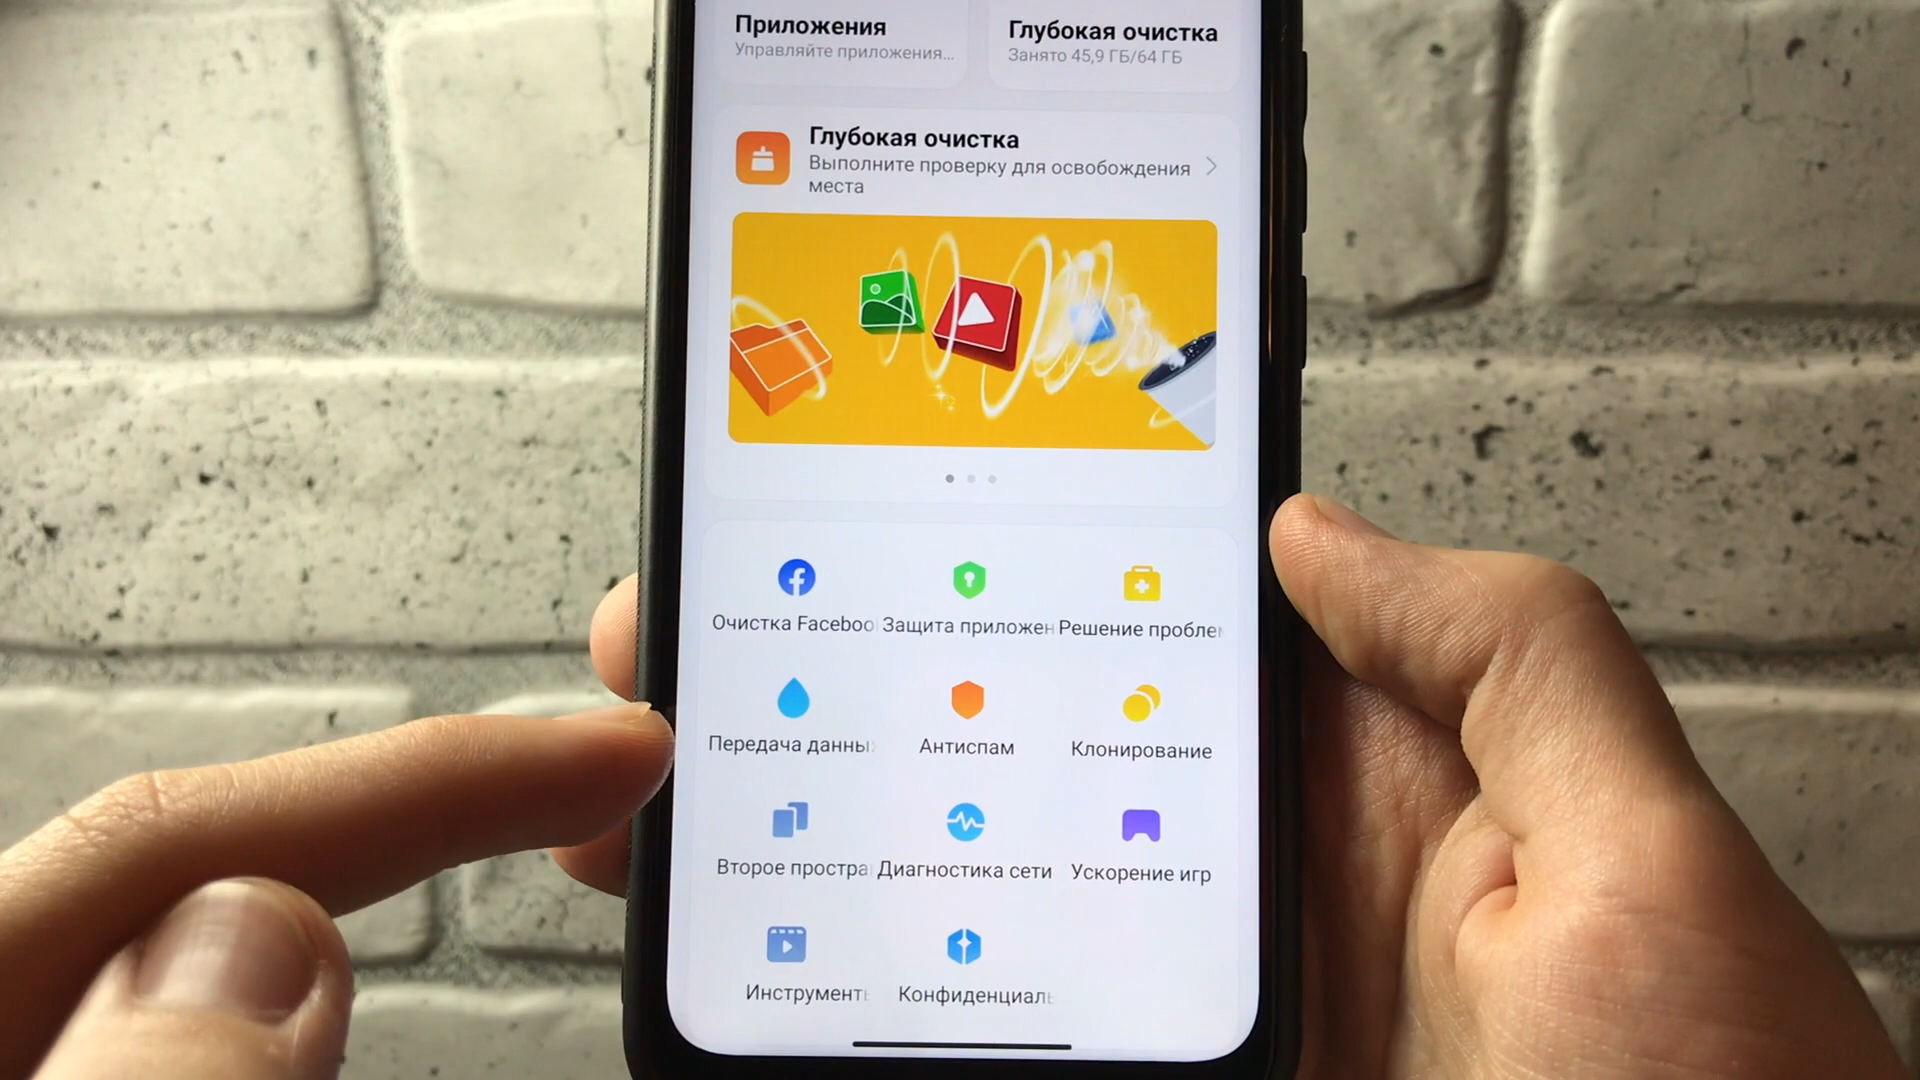 Приложения
Управляйте приложения...
Глубокая очистка
Занято 45,9 ГБ/64 ГБ
Глубокая очистка
Выполните проверку для освобождения
места
Очистка Faceboo
Защита приложен
Решение пробле
Передача данны
Антиспам
Клонирование
Второе простра
Диагностика сети
Ускорение игр
Инструмент
Конфиденциал